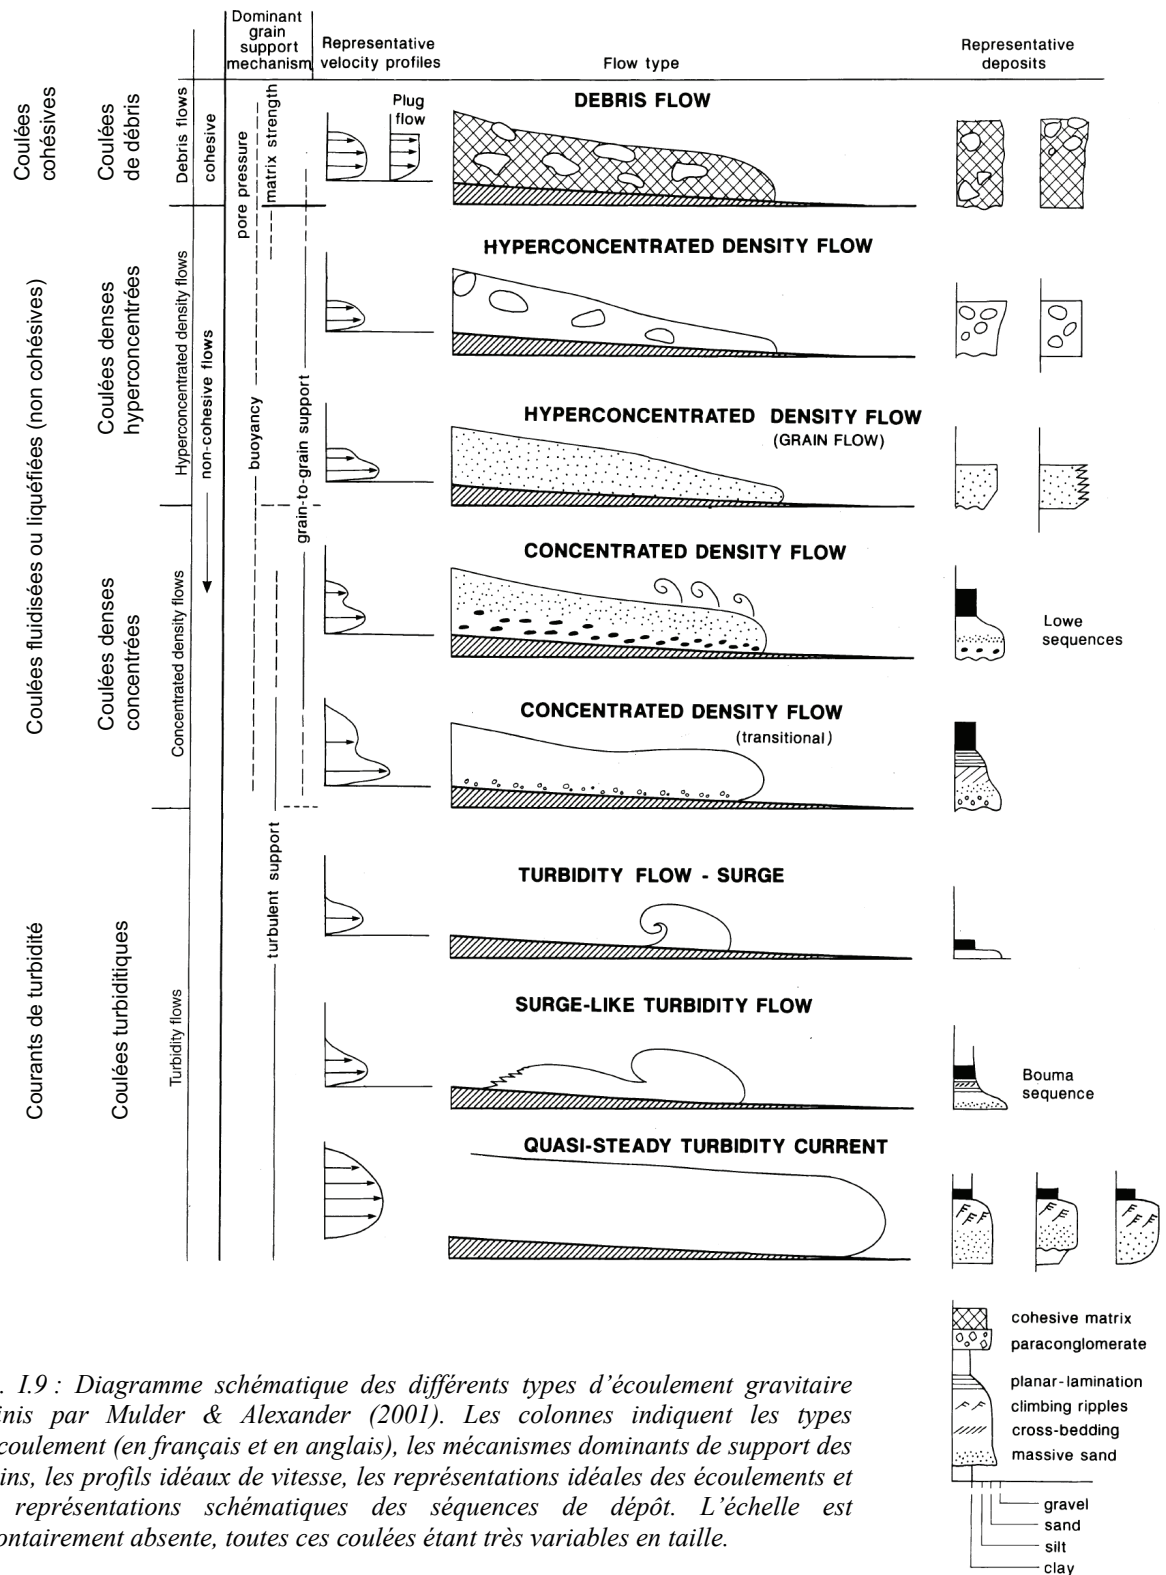 Dominant
grain
support
mechanism
Representative
velocity profiles
Flow type
Representative
deposits
Coulées
cohésives
Coulées
de débris
Debris flows
cohesive
pore pressure
matrix strength
Plug
flow
DEBRIS FLOW
HYPERCONCENTRATED DENSITY FLOW
Coulées fluidisées ou liquéfiées (non cohésives)
Coulées denses
hyperconcentrées
Hyperconcentrated density flows
non-cohesive flows
buoyancy
grain-to-grain support
HYPERCONCENTRATED DENSITY FLOW
(GRAIN FLOW)
CONCENTRATED DENSITY FLOW
Lowe
sequences
Coulées denses
concentrées
Concentrated density flows
CONCENTRATED DENSITY FLOW
(transitional)
turbulent support
TURBIDITY FLOW - SURGE
Courants de turbidité
Coulées turbiditiques
Turbidity flows
SURGE-LIKE TURBIDITY FLOW
Bouma
sequence
QUASI-STEADY TURBIDITY CURRENT
cohesive matrix
paraconglomerate
planar-lamination
climbing ripples
cross-bedding
massive sand
gravel
sand
silt
clay
. I.9 : Diagramme schématique des différents types d'écoulement gravitaire
inis par Mulder & Alexander (2001). Les colonnes indiquent les types
coulement (en français et en anglais), les mécanismes dominants de support des
ins, les profils idéaux de vitesse, les représentations idéales des écoulements et
représentations schématiques des séquences de dépôt. L'échelle est
ontairement absente, toutes ces coulées étant très variables en taille.